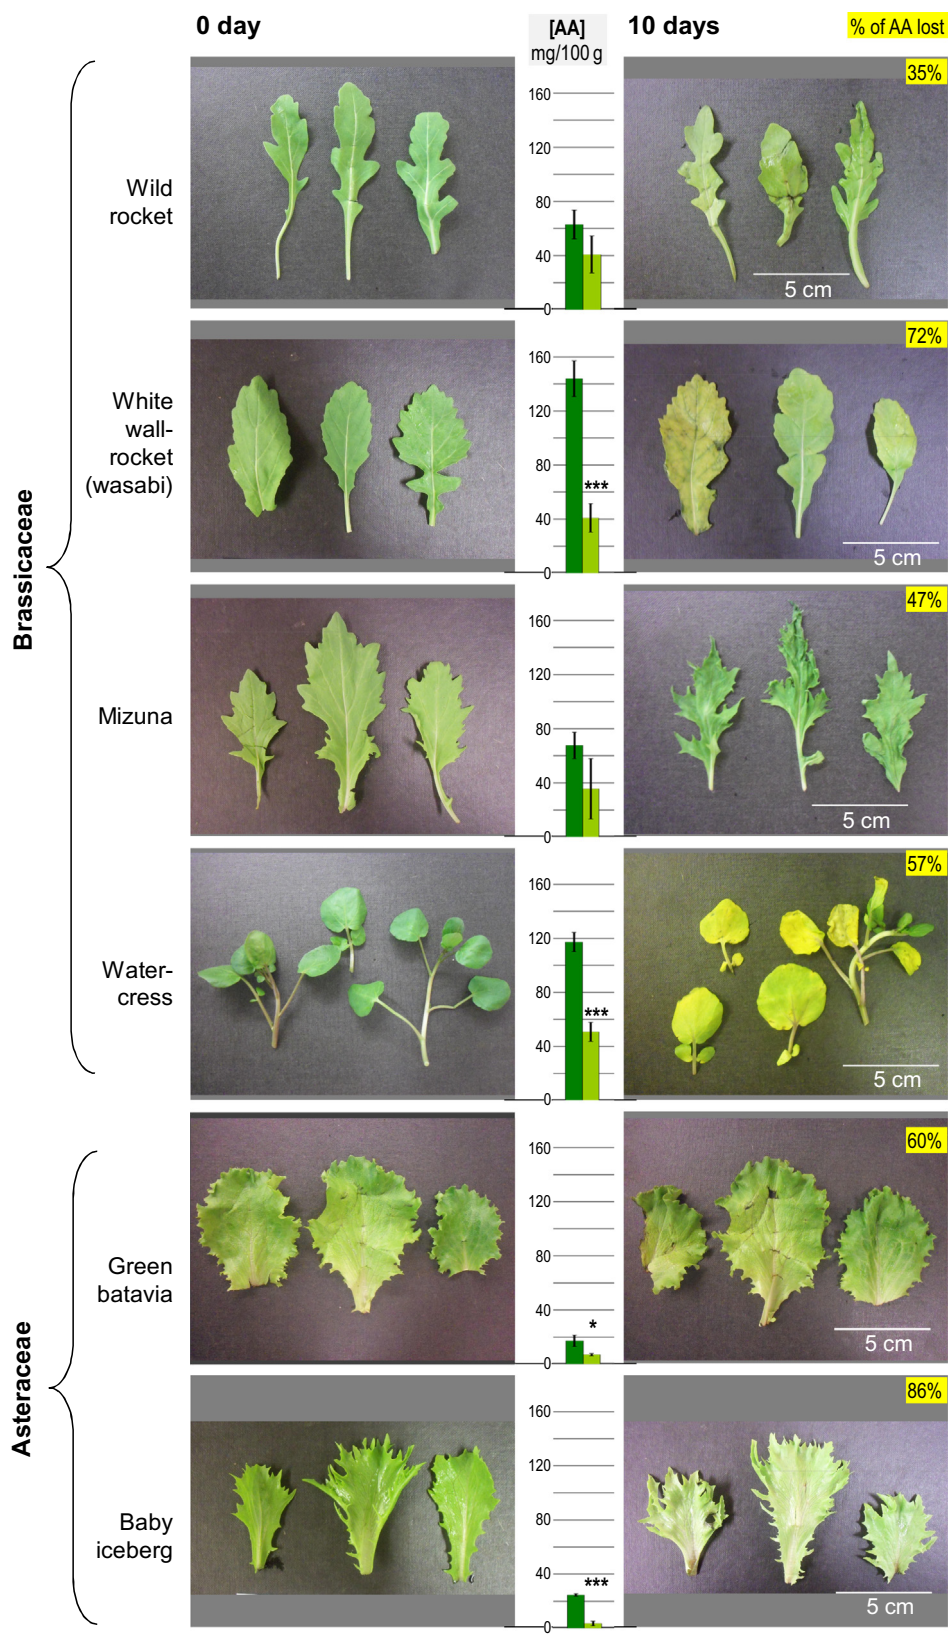 0 day
[AA]
mg/100 g
10 days
% of AA lost
Brassicaceae
Wild
rocket
160
120
80
40
0
35%
5 cm
White
wall-
rocket
(wasabi)
160
120
80
***
40
0
72%
5 cm
Mizuna
160
120
80
40
0
47%
5 cm
Water-
cress
160
120
80
***
40
0
57%
5 cm
Asteraceae
Green
batavia
160
120
80
40
*
0
60%
5 cm
Baby
iceberg
160
120
80
40
***
0
86%
5 cm